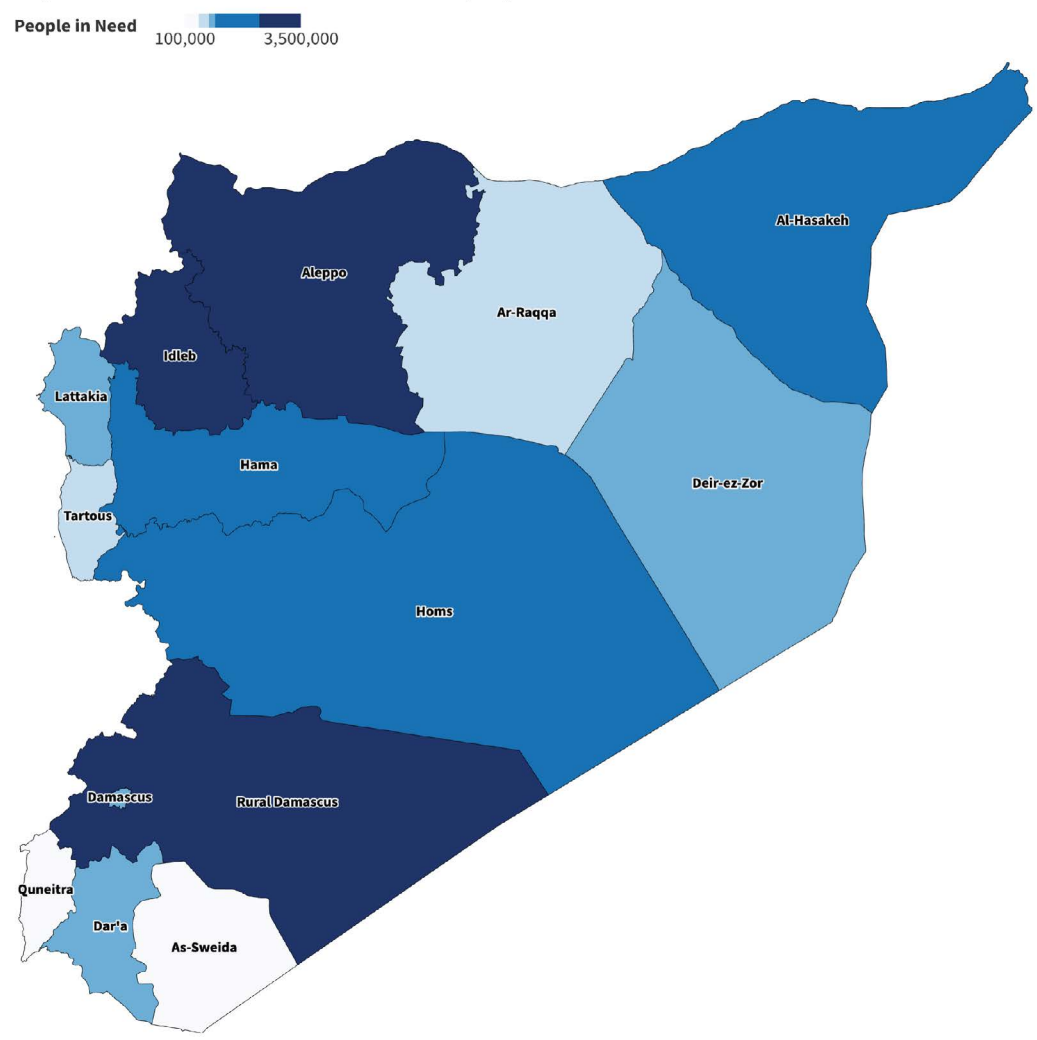 People in Need
100,000 3,500,000
Al-Hasakeh
Aleppo
Ar-Raqqa
Idleb
Lattakia
Hama
Deir-ez-Zor
Tartous
Homs
Damascus
Rural Damascus
Quneitra
Dar'a
As-Sweida